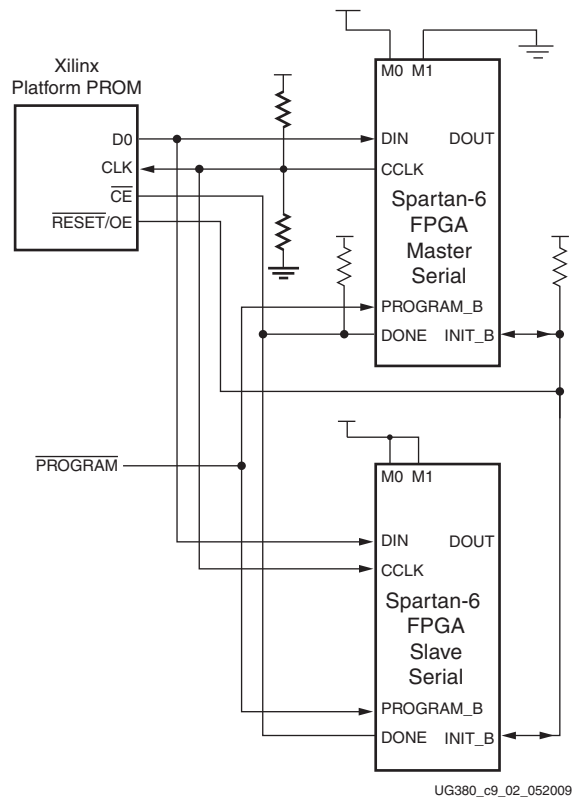 Xilinx
Platform PROM
D0
CLK
CE
RESET/OE
M0 M1
DIN DOUT
CCLK
Spartan-6
FPGA
Master
Serial
PROGRAM_B
DONE INIT_B
PROGRAM
M0 M1
DIN DOUT
CCLK
Spartan-6
FPGA
Slave
Serial
PROGRAM_B
DONE INIT_B
UG380_c9_02_052009